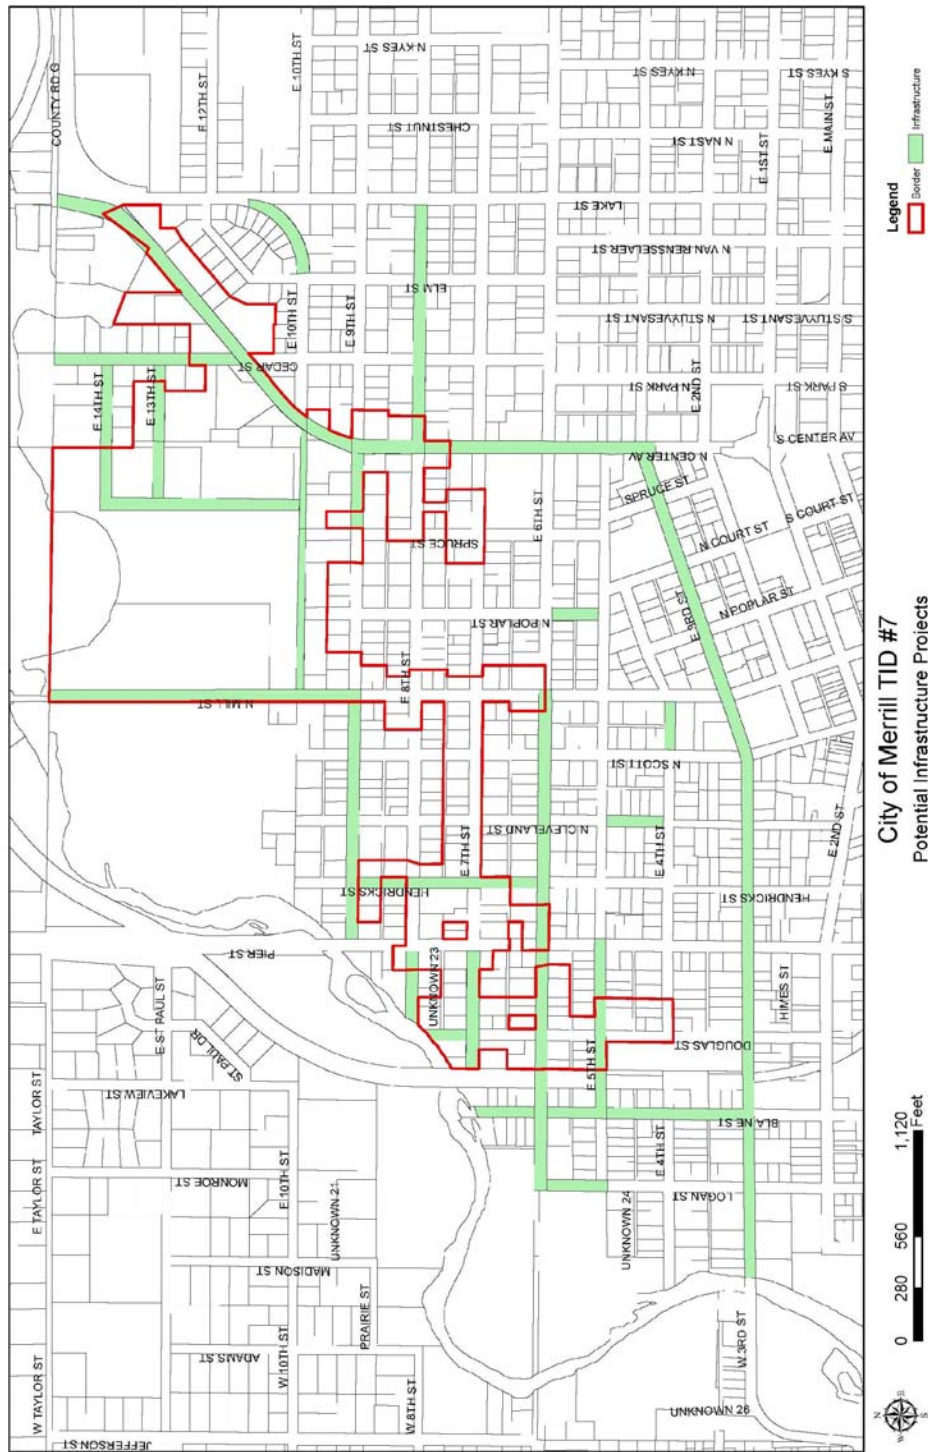 COUNTY RD G
E 12TH ST
E 10TH ST
N KYES ST
CHESTNUT ST
N KYES ST
S KYES ST
N NAST ST
E 1ST ST
E MAIN ST
LAKE ST
N VAN RENSSELAER ST
ELM ST
E 10TH ST
E 9TH ST
N STUYVESANT ST
S STUYVESANT ST
CEDAR ST
E 14TH ST
E 13TH ST
N PARK ST
E 2ND ST
S PARK ST
N CENTER AV
S CENTER AV
SPRUCE ST
SPRUCE ST
E 6TH ST
N COURT ST
S COURT ST
E 3RD ST
N POPLAR ST
N POPLAR ST
E 8TH ST
N MILL ST
N SCOTT ST
N CLEVELAND ST
E 7TH ST
E 4TH ST
E 2ND ST
HENDRICKS ST
HENDRICKS ST
PIER ST
UNKNOWN 23
HIMES ST
E ST PAUL ST
ST PAUL DR
DOUGLAS ST
E 5TH ST
TAYLOR ST
LAKEVIEW ST
BLAINE ST
E 4TH ST
E TAYLOR ST
MONROE ST
E 10TH ST
UNKNOWN 21
LOGAN ST
UNKNOWN 24
MADISON ST
PRAIRIE ST
W TAYLOR ST
ADAMS ST
W 10TH ST
W 8TH ST
W 3RD ST
UNKNOWN 26
JEFFERSON ST
City of Merrill TID #7
Potential Infrastructure Projects
Legend
Border
Infrastructure
0 280 560 1,120
Feet
N
W
E
S